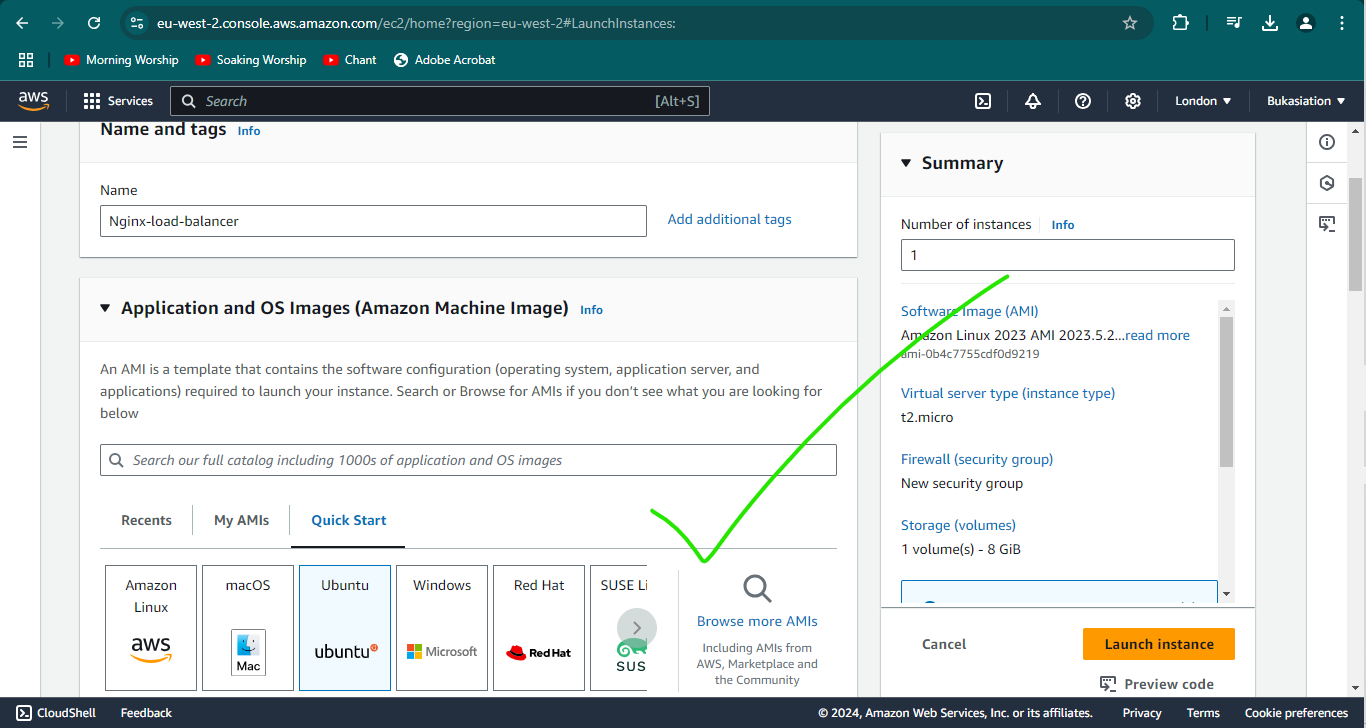 eu-west-2.console.aws.amazon.com/ec2/home?region=eu-west-2#LaunchInstances:
Morning Worship
Soaking Worship
Chant
Adobe Acrobat
aws
Services
Search
[Alt+S]
London
Bukasiation
Name and tags Info
Name
Nginx-load-balancer
Add additional tags
Application and OS Images (Amazon Machine Image) Info
An AMI is a template that contains the software configuration (operating system, application server, and
applications) required to launch your instance. Search or Browse for AMIs if you don't see what you are looking for
below
Search our full catalog including 1000s of application and OS images
Recents
My AMIs
Quick Start
Amazon
Linux
aws
macOS
Mac
Ubuntu
ubuntu
Windows
Microsoft
Red Hat
Red Hat
SUSE Li
SUS
Browse more AMIs
Including AMIs from
AWS, Marketplace and
the Community
Summary
Number of instances Info
1
Software Image (AMI)
Amazon Linux 2023 AMI 2023.5.2...read more
ami-0b4c7755cdf0d9219
Virtual server type (instance type)
t2.micro
Firewall (security group)
New security group
Storage (volumes)
1 volume(s) - 8 GiB
Cancel
Launch instance
Preview code
CloudShell
Feedback
© 2024, Amazon Web Services, Inc. or its affiliates.
Privacy
Terms
Cookie preferences